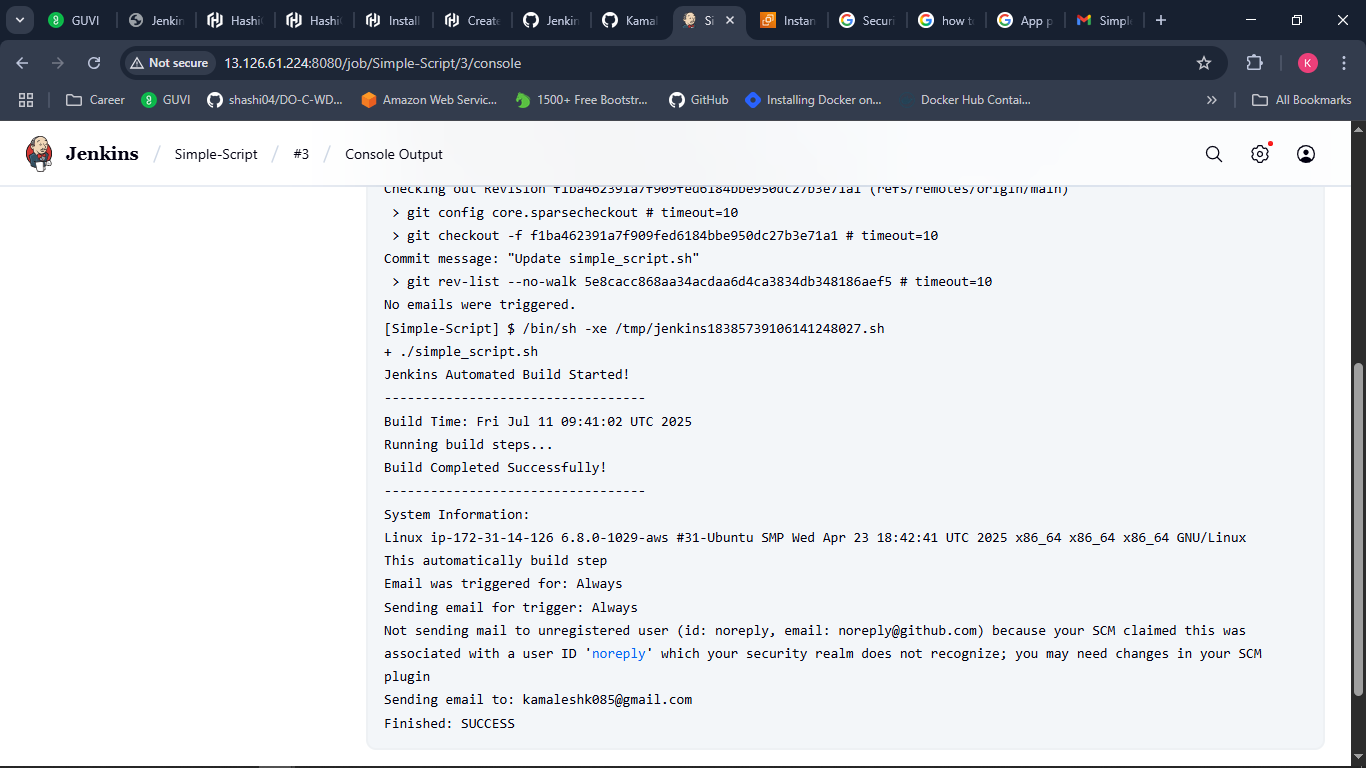 GUVI
Jenkin
HashiC
HashiC
Install
Create
Jenkin
Kamal
Si
Instan
Securi
how to
App p
Simple
Not secure
13.126.61.224:8080/job/Simple-Script/3/console
K
Career
GUVI
shashi04/DO-C-WD...
Amazon Web Servic...
1500+ Free Bootstr...
GitHub
Installing Docker on...
Docker Hub Contai...
All Bookmarks
Jenkins / Simple-Script / #3 / Console Output
Checking out Revision f1ba462391a7f909fed6184bbe950dc27b3e71a1 (refs/remotes/origin/main)
> git config core.sparsecheckout # timeout=10
> git checkout -f f1ba462391a7f909fed6184bbe950dc27b3e71a1 # timeout=10
Commit message: "Update simple_script.sh"
> git rev-list --no-walk 5e8cacc868aa34acdaa6d4ca3834db348186aef5 # timeout=10
No emails were triggered.
[Simple-Script] $ /bin/sh -xe /tmp/jenkins18385739106141248027.sh
+ ./simple_script.sh
Jenkins Automated Build Started!
----------------------------------
Build Time: Fri Jul 11 09:41:02 UTC 2025
Running build steps...
Build Completed Successfully!
----------------------------------
System Information:
Linux ip-172-31-14-126 6.8.0-1029-aws #31-Ubuntu SMP Wed Apr 23 18:42:41 UTC 2025 x86_64 x86_64 x86_64 GNU/Linux
This automatically build step
Email was triggered for: Always
Sending email for trigger: Always
Not sending mail to unregistered user (id: noreply, email: noreply@github.com) because your SCM claimed this was
associated with a user ID 'noreply' which your security realm does not recognize; you may need changes in your SCM
plugin
Sending email to: kamaleshk085@gmail.com
Finished: SUCCESS